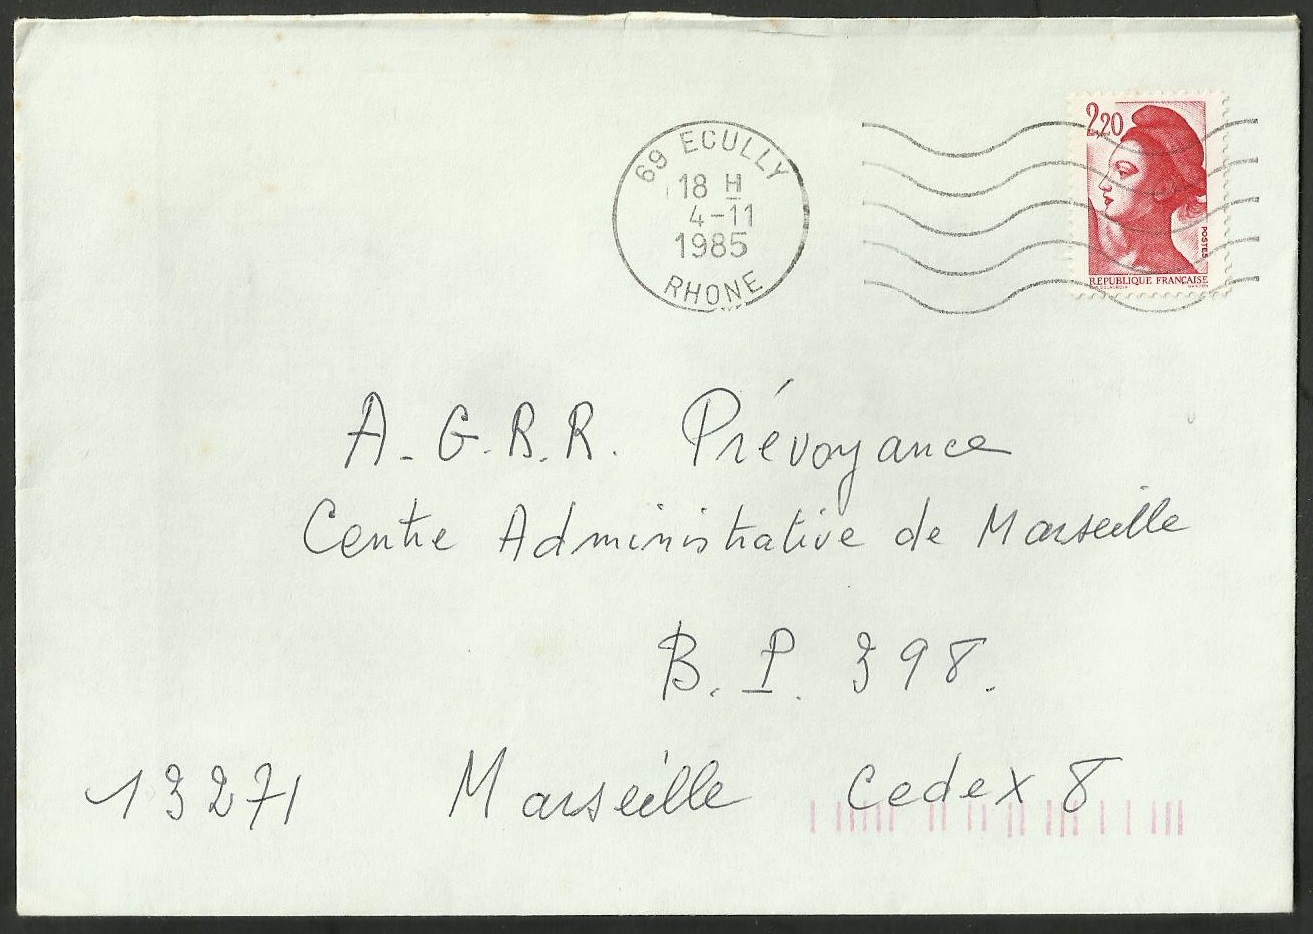 69 ECULLY
18 H
4-11
1985
RHONE
2,20
POSTES
REPUBLIQUE FRANÇAISE
A.G.R.R. Prévoyance
Centre Administrative de Marseille
B.P. 398.
13271 Marseille Cedex 8